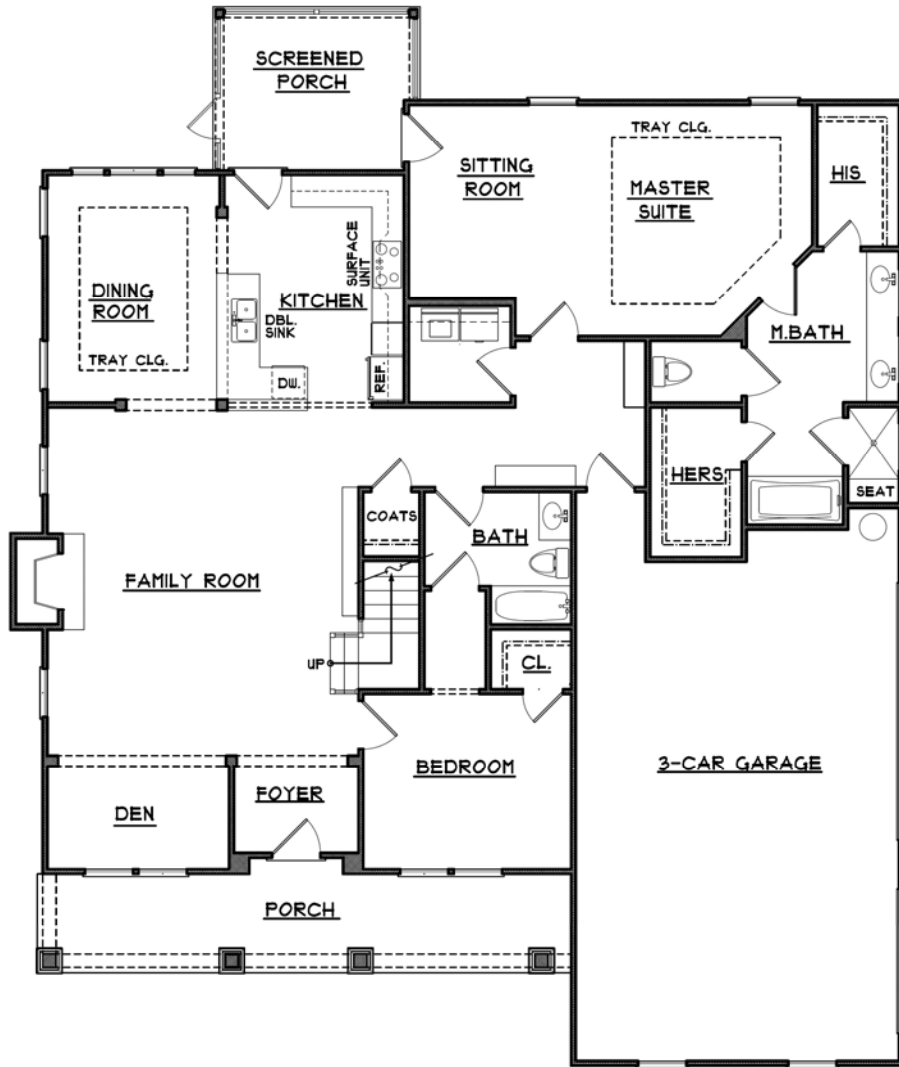 SCREENED
PORCH
TRAY CLG.
SITTING
ROOM
MASTER
SUITE
HIS
SURFACE
UNIT
DINING
ROOM
KITCHEN
DBL.
SINK
TRAY CLG.
DW.
REF.
M.BATH
HERS
SEAT
COATS
BATH
FAMILY ROOM
UP
CL.
BEDROOM
3-CAR GARAGE
DEN
FOYER
PORCH